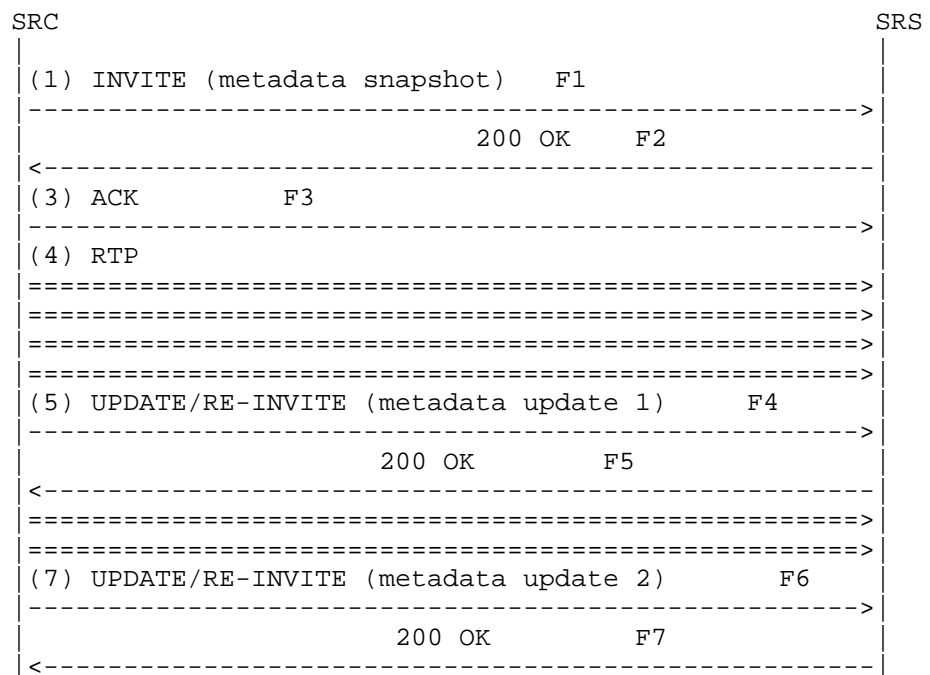 SRC SRS
(1) INVITE (metadata snapshot) F1
200 OK F2
(3) ACK F3
(4) RTP
(5) UPDATE/RE-INVITE (metadata update 1) F4
200 OK F5
(7) UPDATE/RE-INVITE (metadata update 2) F6
200 OK F7